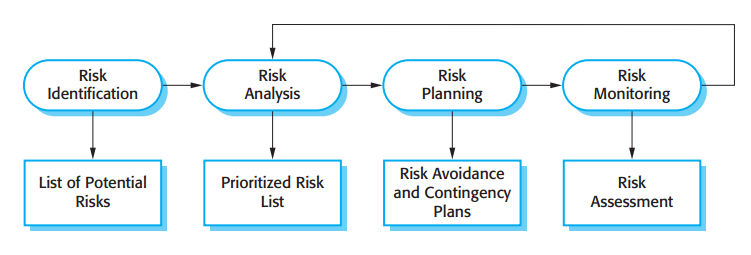 Risk
Identification
Risk
Analysis
Risk
Planning
Risk
Monitoring
List of Potential
Risks
Prioritized Risk
List
Risk Avoidance
and Contingency
Plans
Risk
Assessment